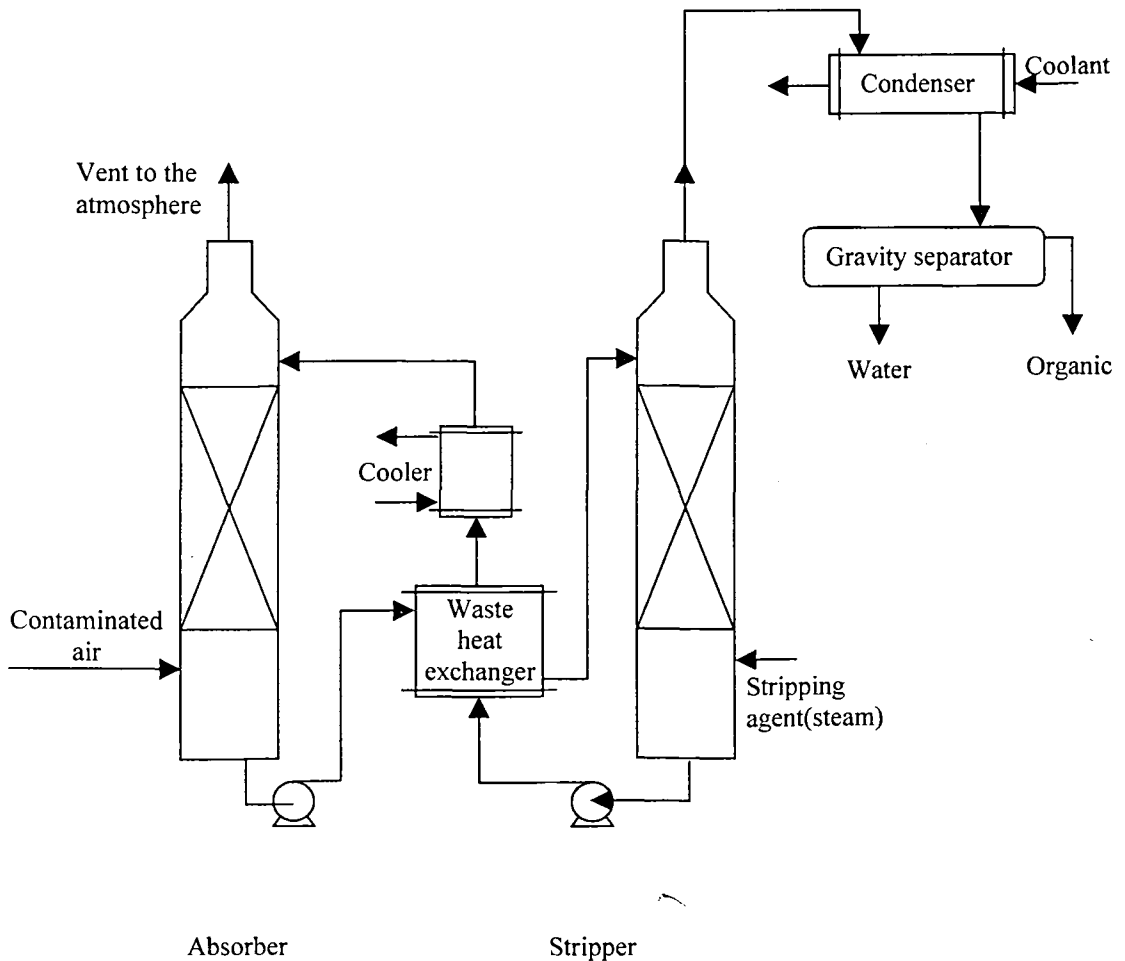 Condenser
Coolant
Vent to the
atmosphere
Gravity separator
Water
Organic
Cooler
Contaminated
air
Waste
heat
exchanger
Stripping
agent(steam)
Absorber
Stripper